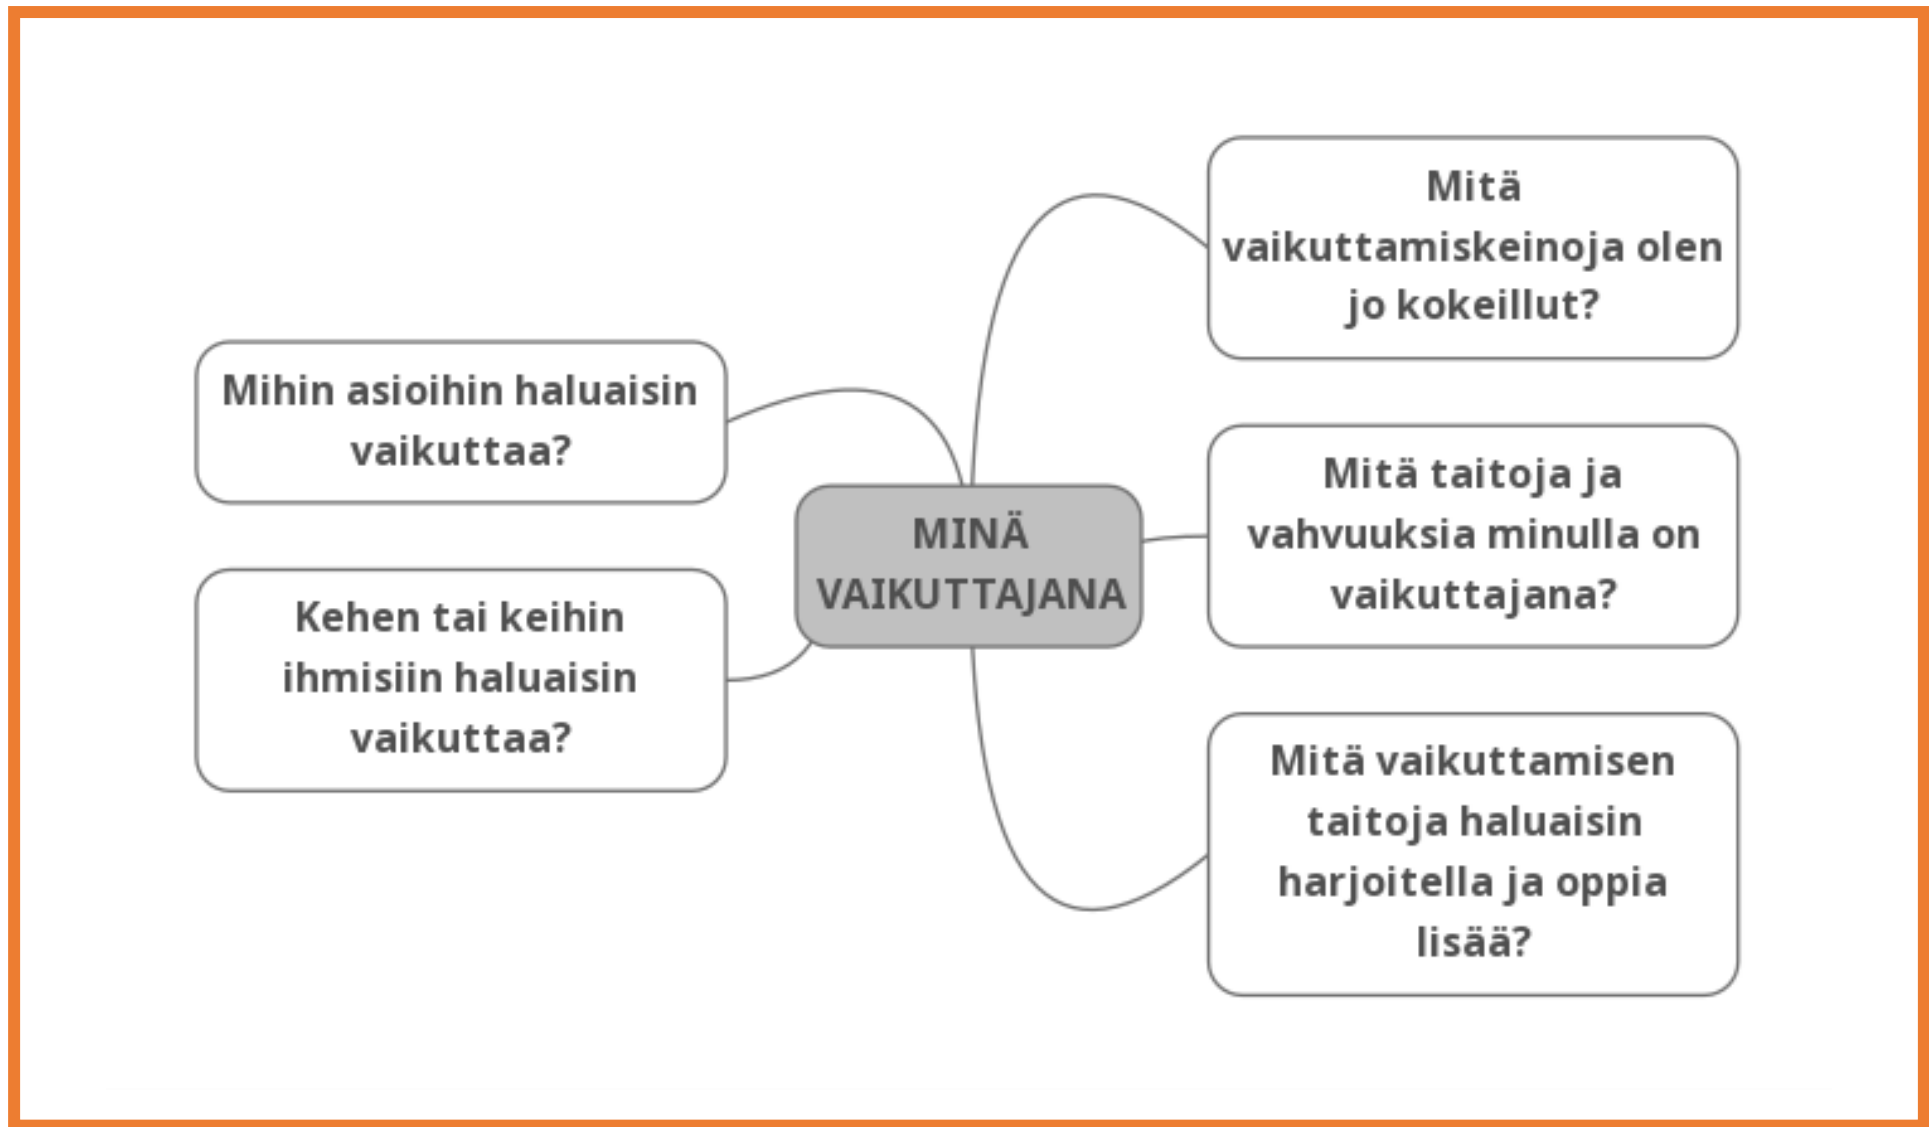 Mihin asioihin haluaisin
vaikuttaa?
Kehen tai keihin
ihmisiin haluaisin
vaikuttaa?
MINÄ
VAIKUTTAJANA
Mitä
vaikuttamiskeinoja olen
jo kokeillut?
Mitä taitoja ja
vahvuuksia minulla on
vaikuttajana?
Mitä vaikuttamisen
taitoja haluaisin
harjoitella ja oppia
lisää?